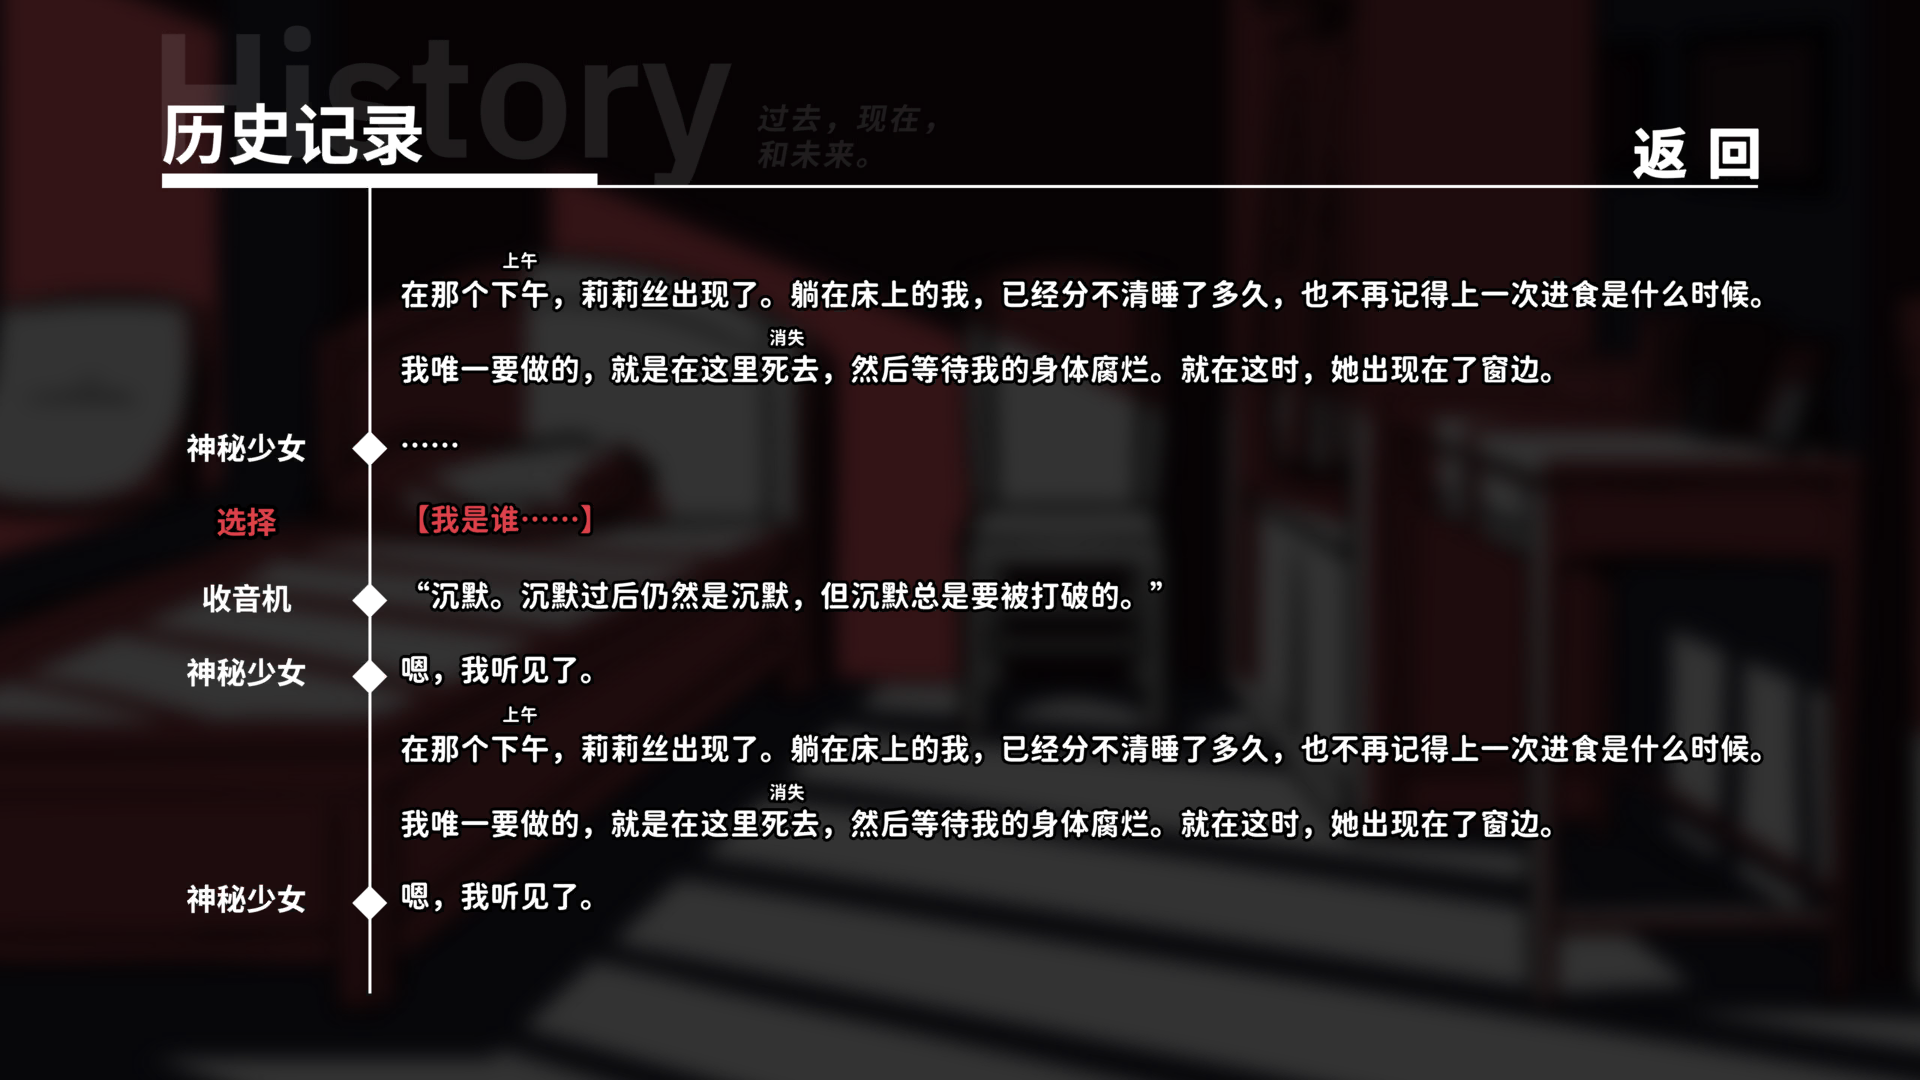 History
历史记录
过去，现在，
和未来。
返回
上午
在那个下午，莉莉丝出现了。躺在床上的我，已经分不清睡了多久，也不再记得上一次进食是什么时候。
消失
我唯一要做的，就是在这里死去，然后等待我的身体腐烂。就在这时，她出现在了窗边。
神秘少女 ……
选择 【我是谁……】
收音机 “沉默。沉默过后仍然是沉默，但沉默总是要被打破的。”
神秘少女 嗯，我听见了。
上午
在那个下午，莉莉丝出现了。躺在床上的我，已经分不清睡了多久，也不再记得上一次进食是什么时候。
消失
我唯一要做的，就是在这里死去，然后等待我的身体腐烂。就在这时，她出现在了窗边。
神秘少女 嗯，我听见了。